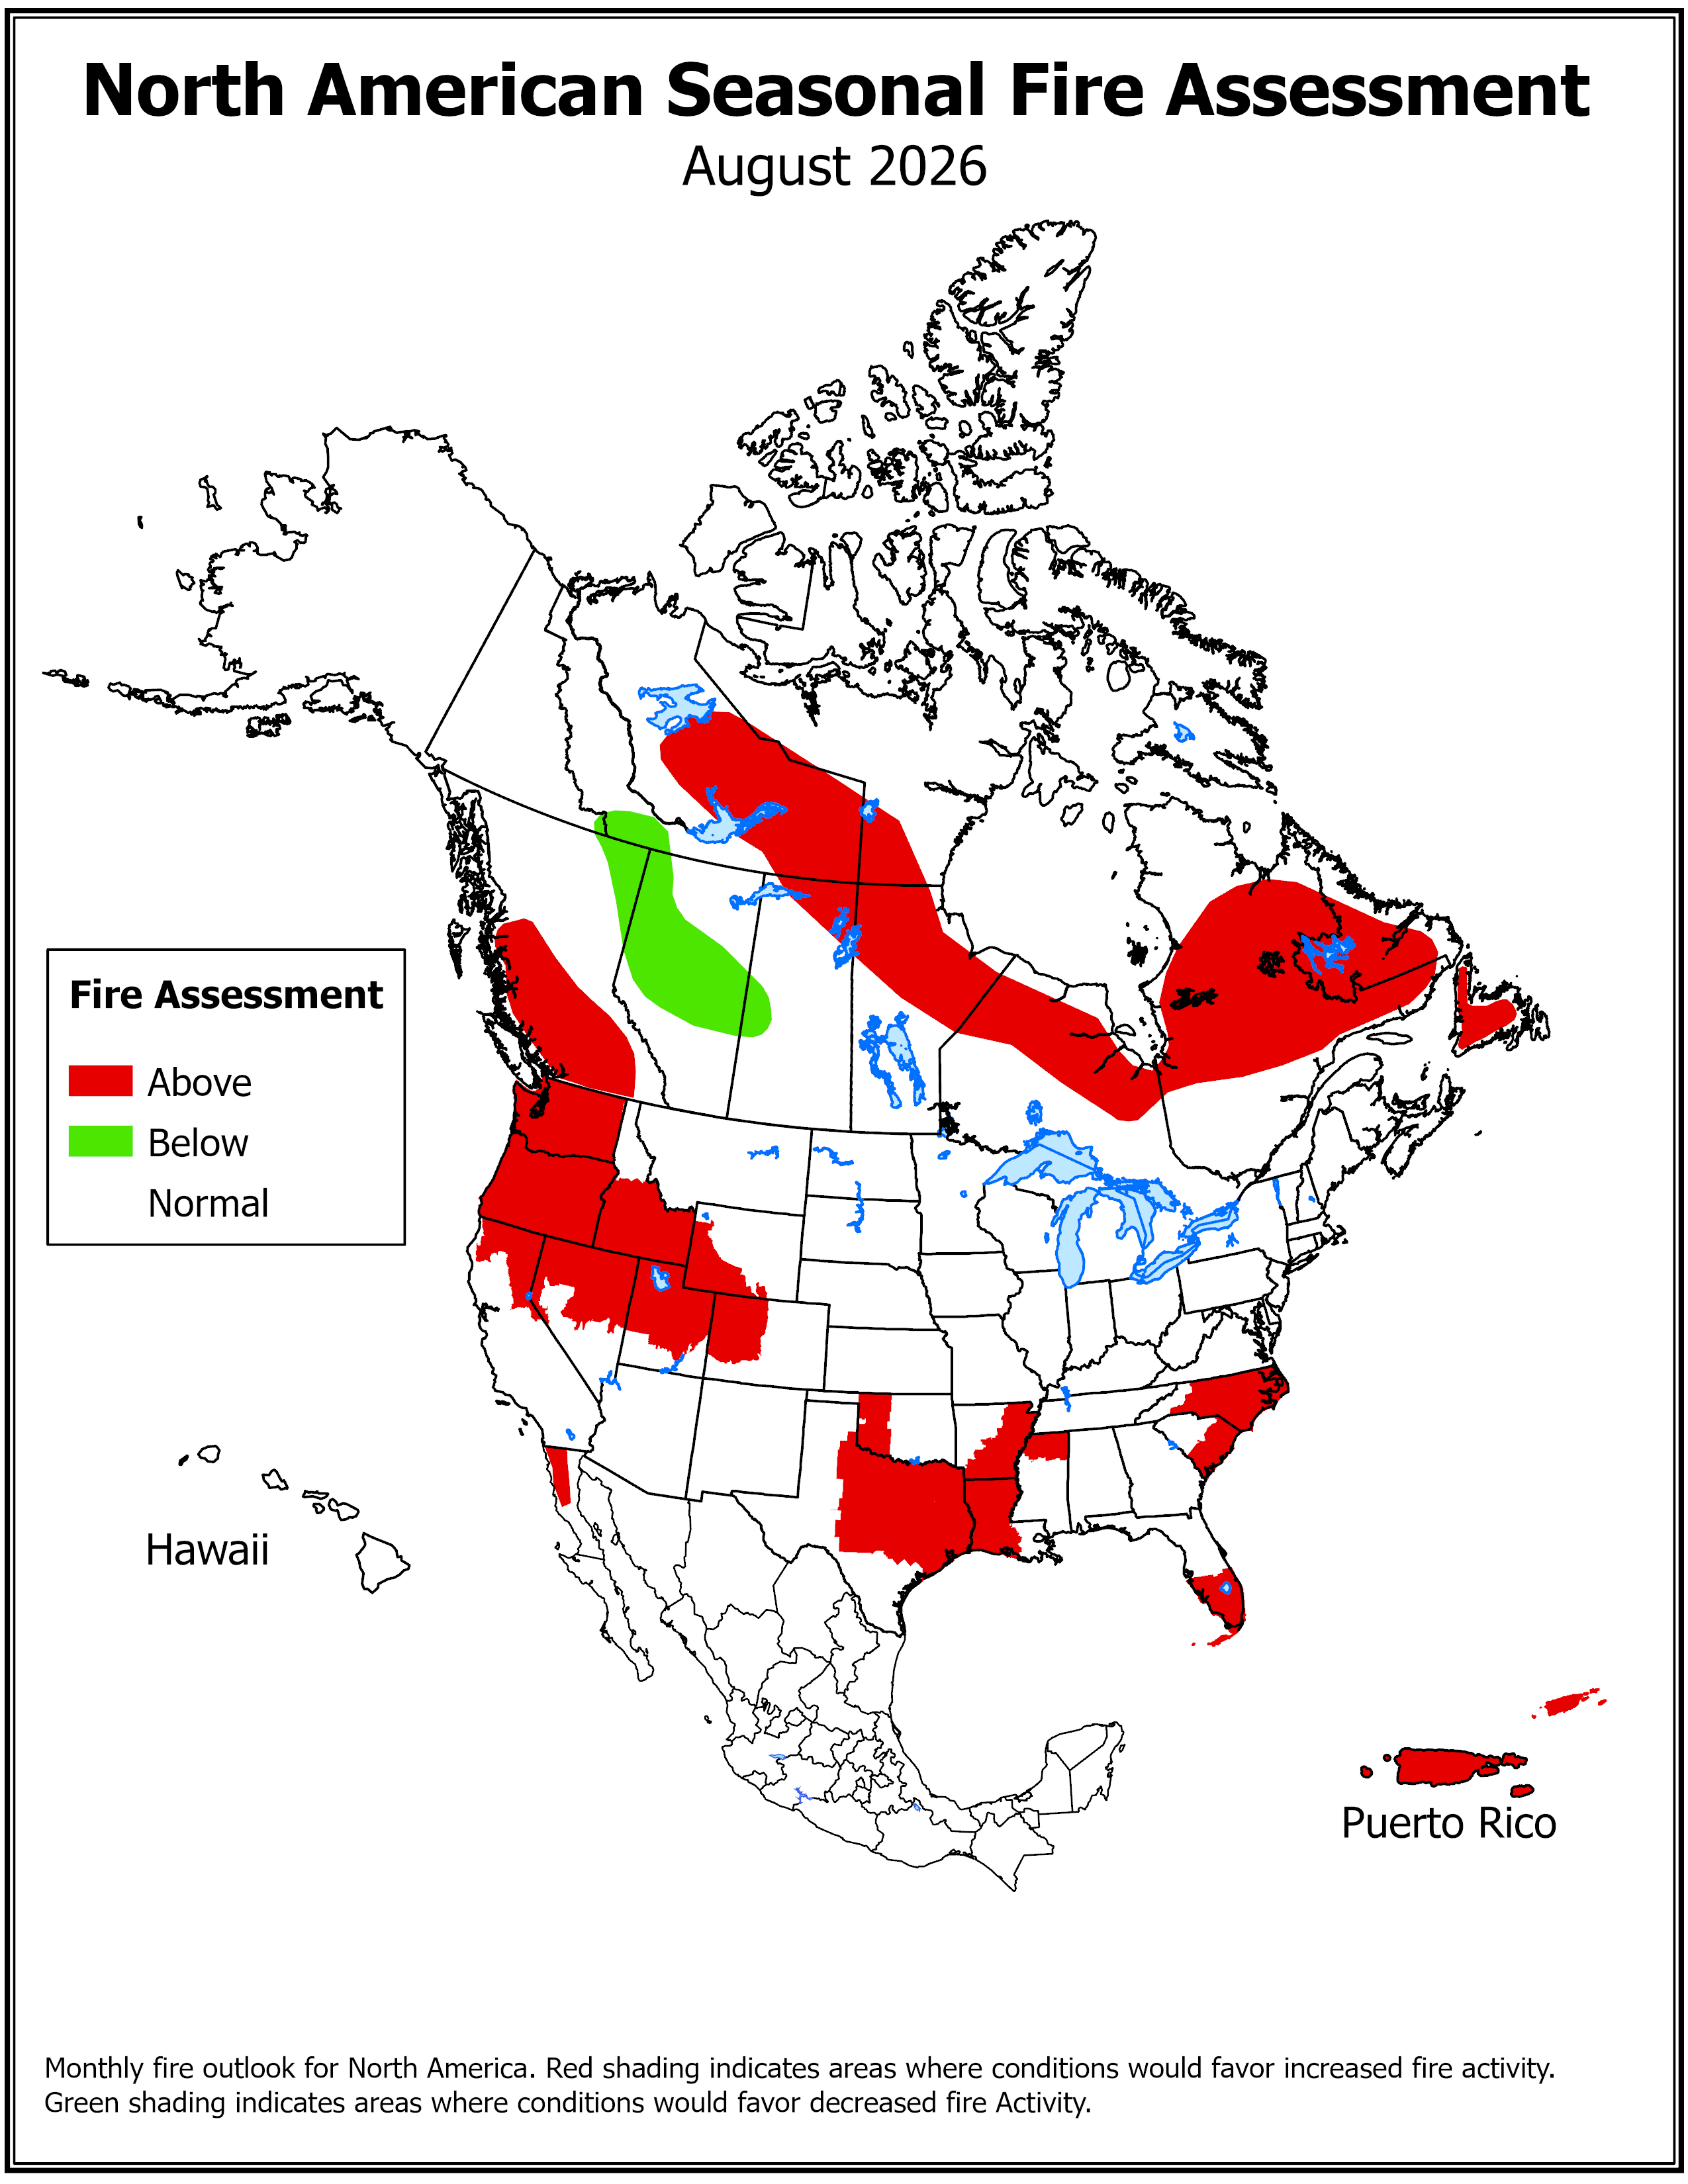 North American Seasonal Fire Assessment
August 2026
Fire Assessment
Above
Below
Normal
Hawaii
Puerto Rico
Monthly fire outlook for North America. Red shading indicates areas where conditions would favor increased fire activity.
Green shading indicates areas where conditions would favor decreased fire Activity.